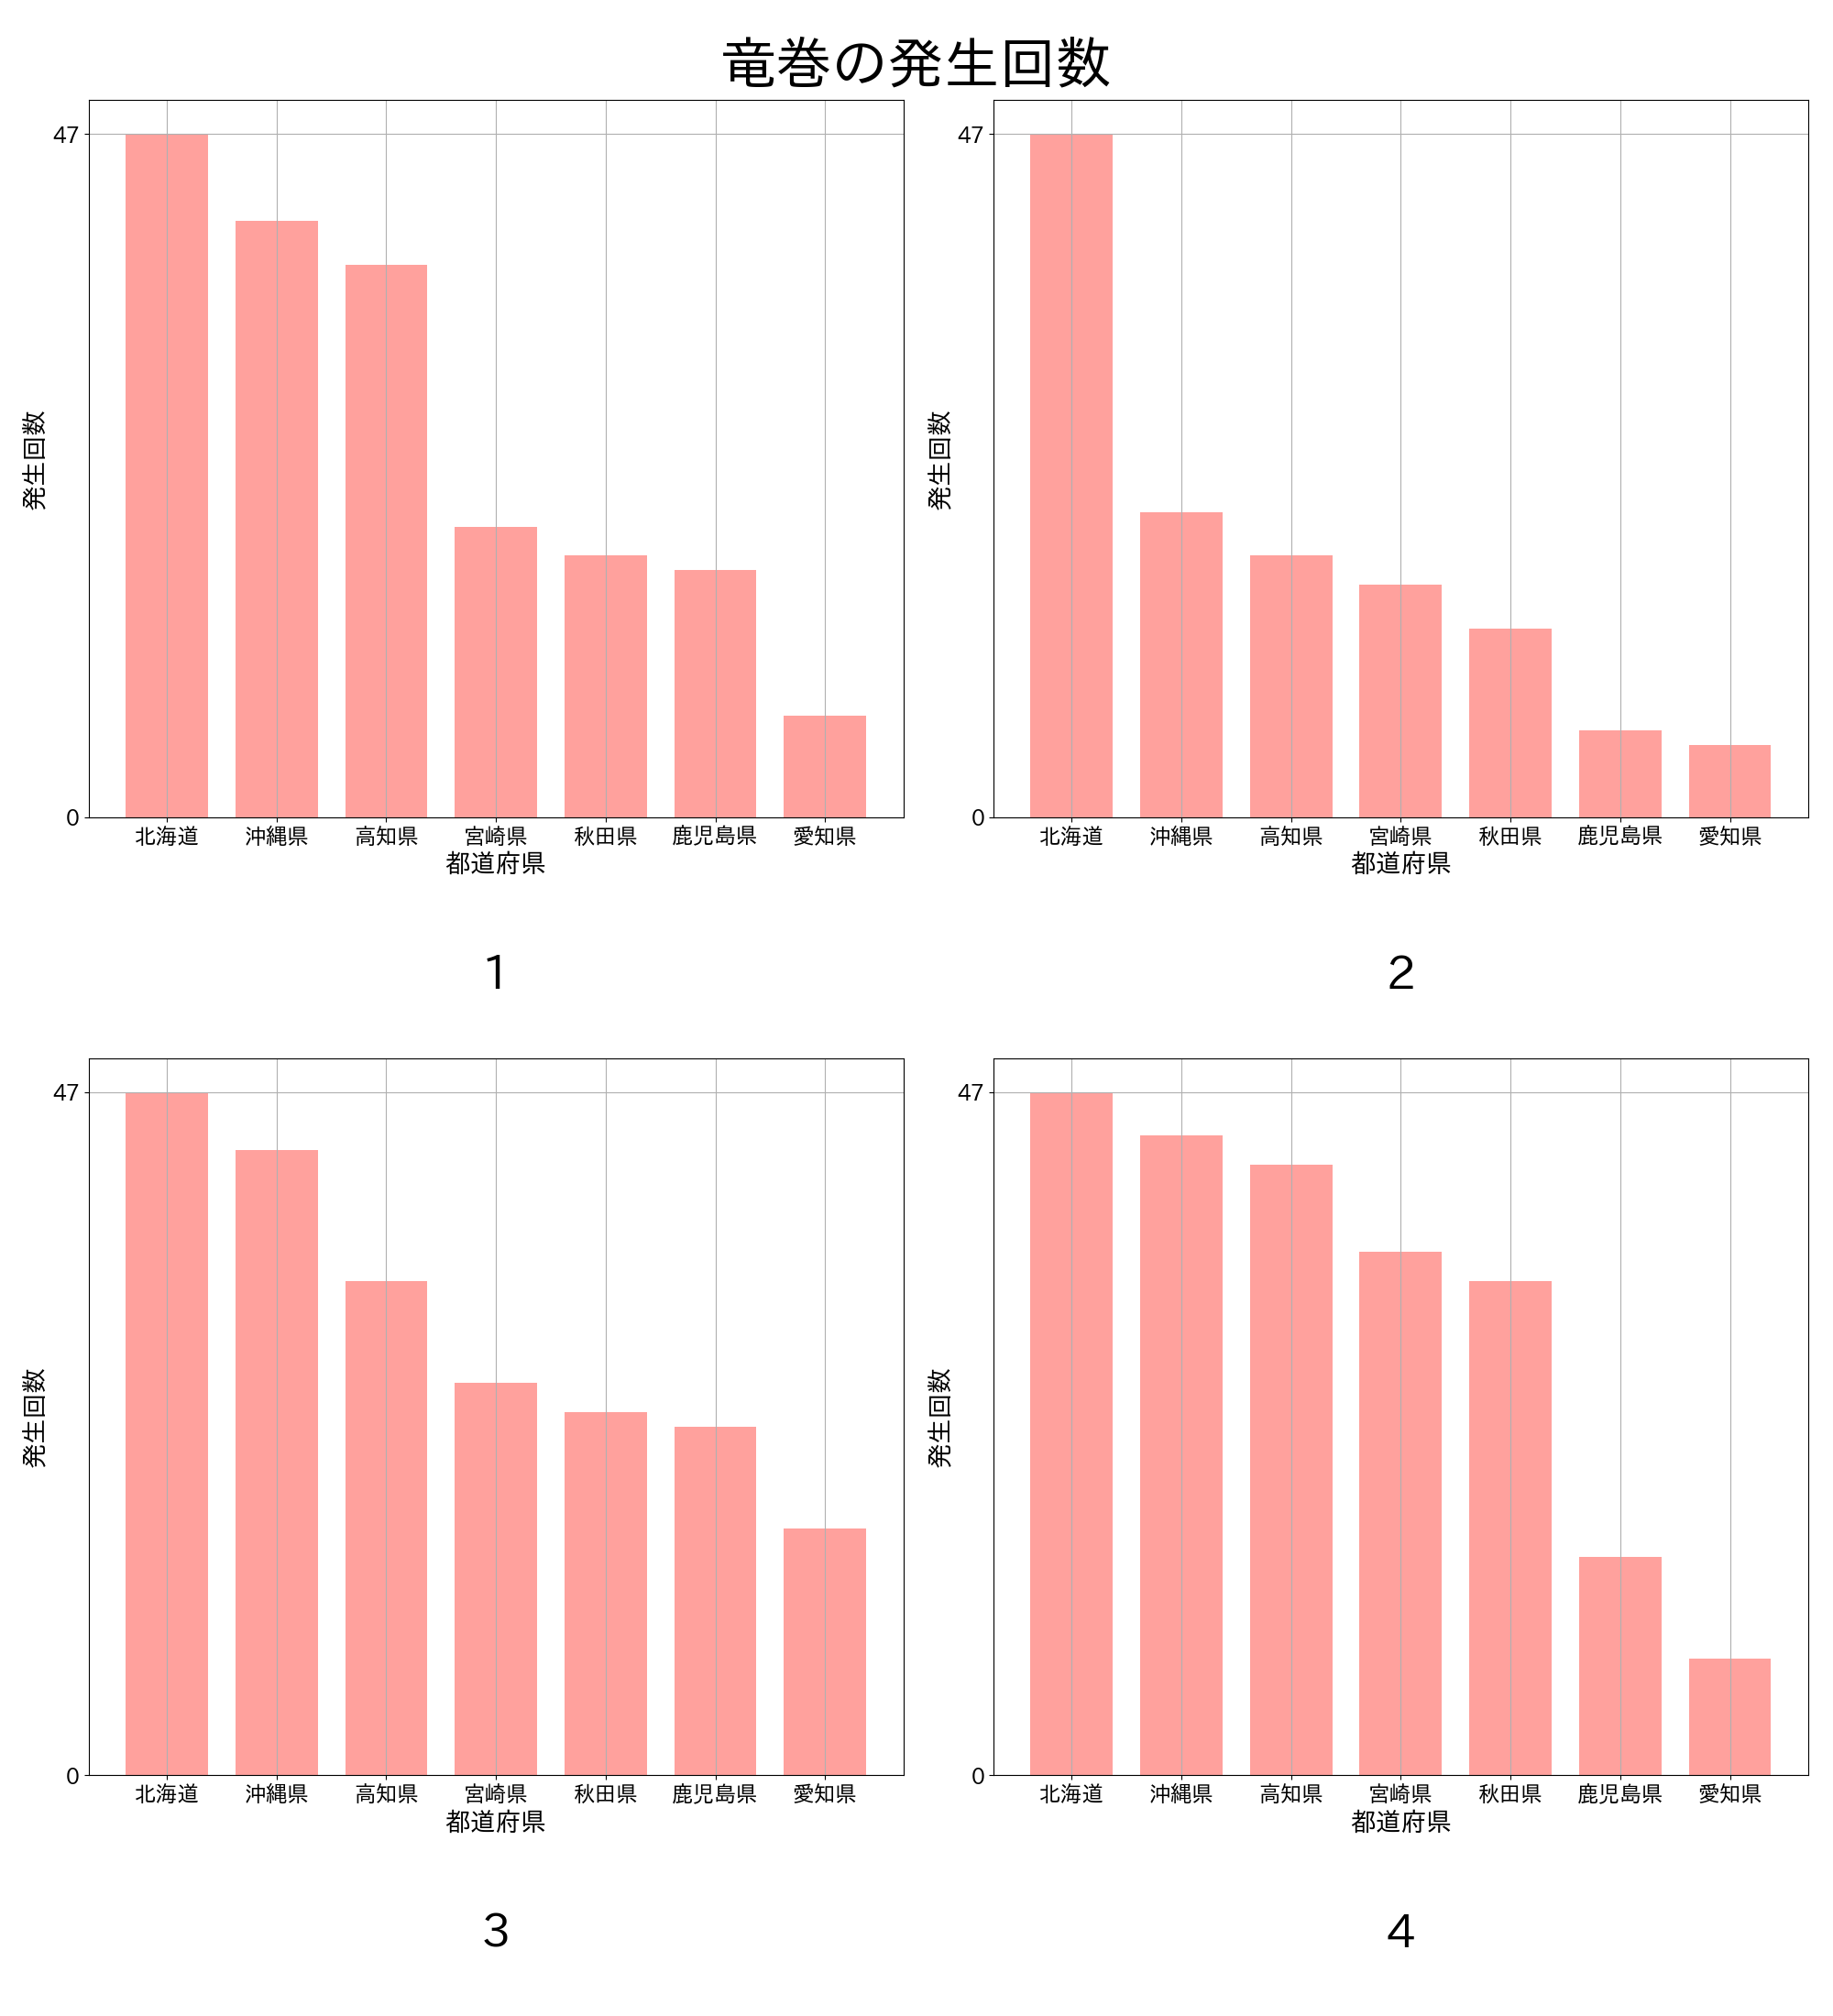 竜巻の発生回数
47
0
発生回数
北海道 沖縄県 高知県 宮崎県 秋田県 鹿児島県 愛知県
都道府県
1
47
0
発生回数
北海道 沖縄県 高知県 宮崎県 秋田県 鹿児島県 愛知県
都道府県
2
47
0
発生回数
北海道 沖縄県 高知県 宮崎県 秋田県 鹿児島県 愛知県
都道府県
3
47
0
発生回数
北海道 沖縄県 高知県 宮崎県 秋田県 鹿児島県 愛知県
都道府県
4